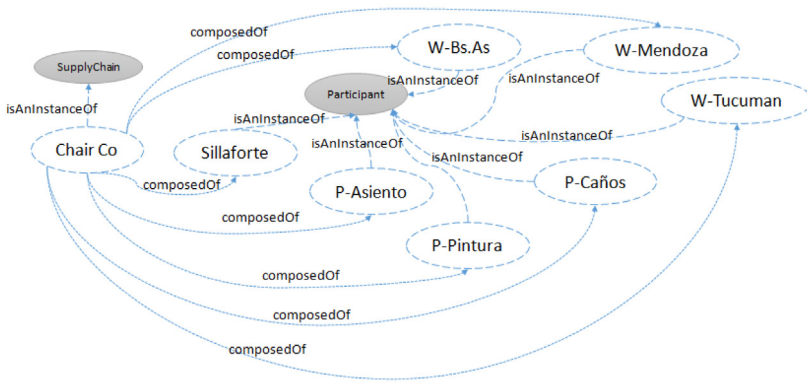 composedOf
composedOf
W-Bs.As
W-Mendoza
SupplyChain
isAnInstanceOf
Participant
W-Tucuman
isAnInstanceOf
isAnInstanceOf
isAnInstanceOf
isAnInstanceOf
Chair Co
Sillaforte
isAnInstanceOf
isAnInstanceOf
composedOf
P-Asiento
P-Caños
composedOf
P-Pintura
composedOf
composedOf
composedOf